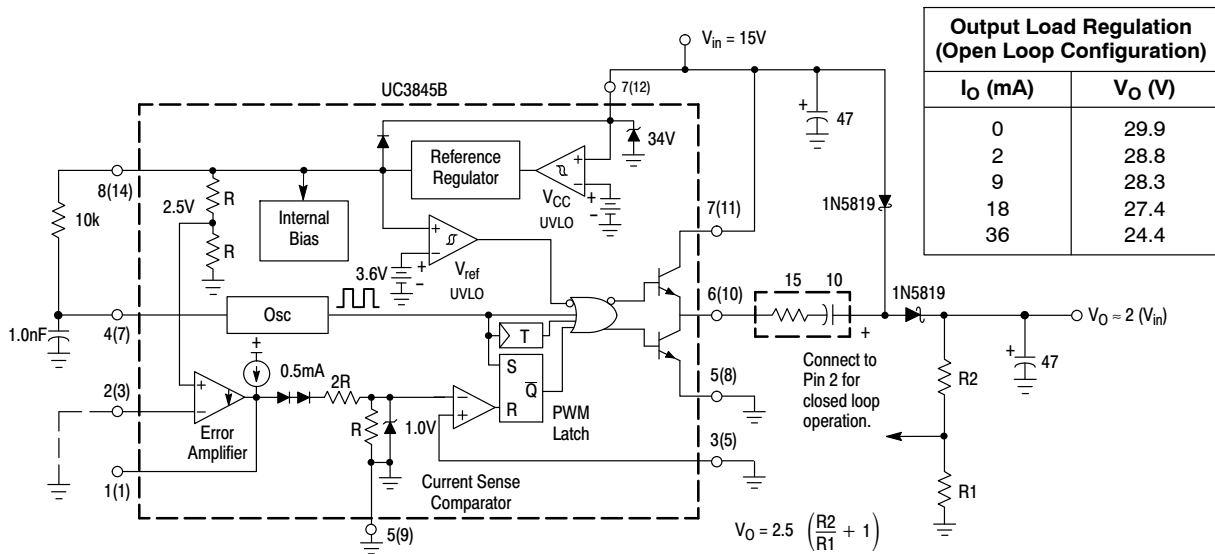 V_in = 15V
Output Load Regulation
(Open Loop Configuration)
I_O (mA) V_O (V)
0 29.9
2 28.8
9 28.3
18 27.4
36 24.4
UC3845B
7(12)
+
47
34V
8(14)
Reference
Regulator
+
−
V_CC
UVLO
+
−
R
2.5V
R
Internal
Bias
10k
1N5819
7(11)
+
−
3.6V
+
−
V_ref
UVLO
15
10
1N5819
6(10)
+
V_O ≈ 2 (V_in)
Osc
1.0nF
4(7)
T
+
0.5mA
S
Q̅
R
Connect to
Pin 2 for
closed loop
operation.
+
47
R2
5(8)
2R
2(3)
+
−
−
+
R
1.0V
PWM
Latch
Error
Amplifier
3(5)
1(1)
Current Sense
Comparator
R1
5(9)
V_O = 2.5 (R2/R1 + 1)